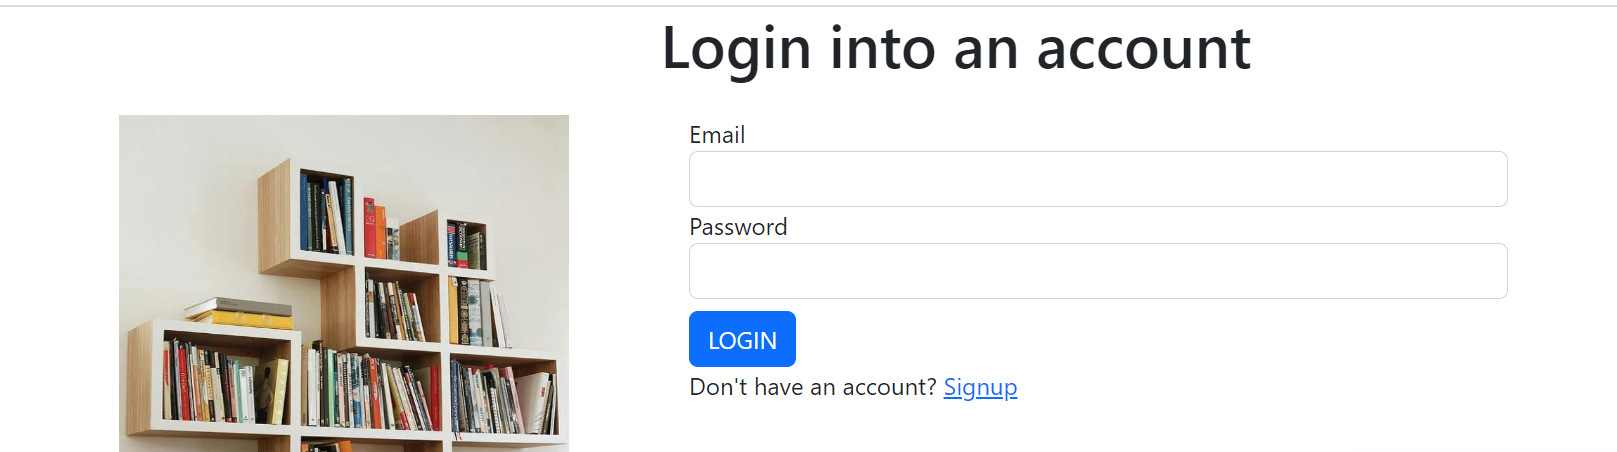 Login into an account
Email
Password
LOGIN
Don't have an account? Signup